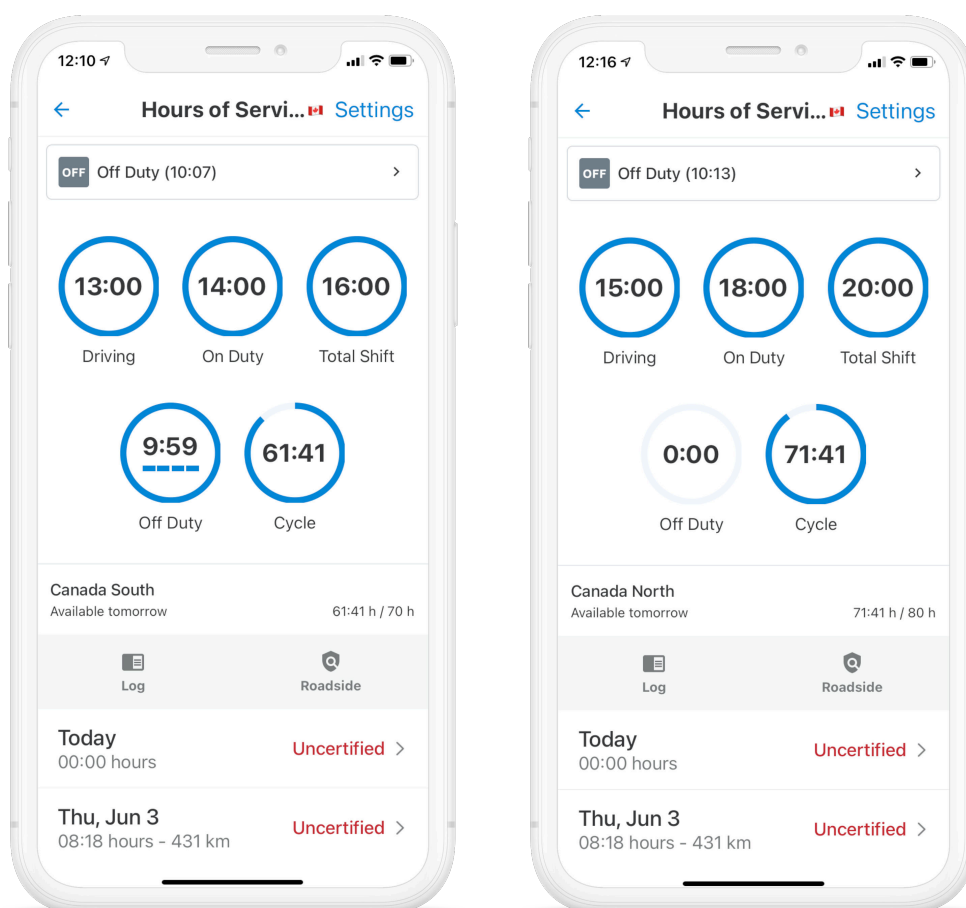 12:10
Hours of Servi... Settings
OFF Off Duty (10:07)
13:00 14:00 16:00
Driving On Duty Total Shift
9:59 61:41
Off Duty Cycle
Canada South
Available tomorrow 61:41 h / 70 h
Log Roadside
Today
00:00 hours
Uncertified
Thu, Jun 3
08:18 hours - 431 km
Uncertified
12:16
Hours of Servi... Settings
OFF Off Duty (10:13)
15:00 18:00 20:00
Driving On Duty Total Shift
0:00 71:41
Off Duty Cycle
Canada North
Available tomorrow 71:41 h / 80 h
Log Roadside
Today
00:00 hours
Uncertified
Thu, Jun 3
08:18 hours - 431 km
Uncertified